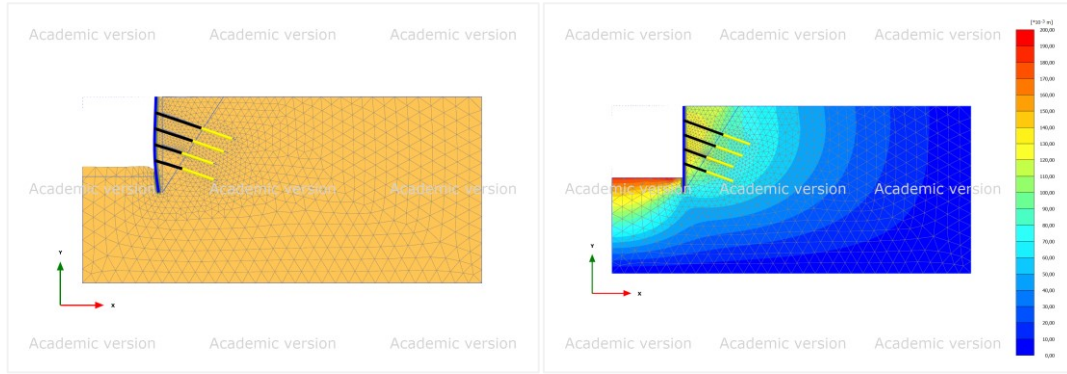 Academic version Academic version Academic version
Academic version Academic version Academic version
Academic version Academic version Academic version
Y
X
[*10⁻³ m]
Academic version Academic version Academic version
Academic version Academic version Academic version
Academic version Academic version Academic version
Y
X
200,00
190,00
180,00
170,00
160,00
150,00
140,00
130,00
120,00
110,00
100,00
90,00
80,00
70,00
60,00
50,00
40,00
30,00
20,00
10,00
0,00